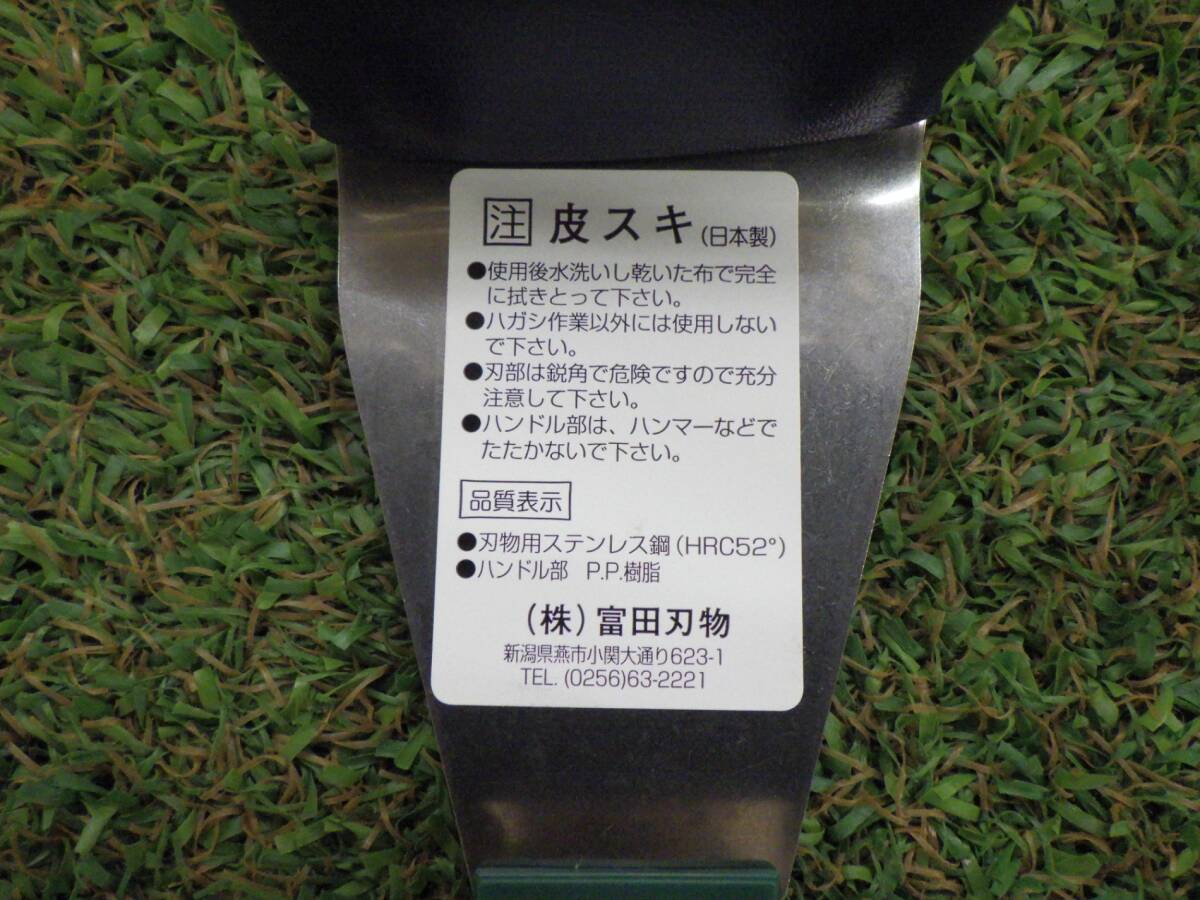 注 皮スキ(日本製)
●使用後水洗いし乾いた布で完全
に拭きとって下さい。
●ハガシ作業以外には使用しない
で下さい。
●刃部は鋭角で危険ですので充分
注意して下さい。
●ハンドル部は、ハンマーなどで
たたかないで下さい。
品質表示
●刃物用ステンレス鋼(HRC52°)
●ハンドル部 P.P.樹脂
(株)富田刃物
新潟県燕市小関大通り623-1
TEL. (0256)63-2221